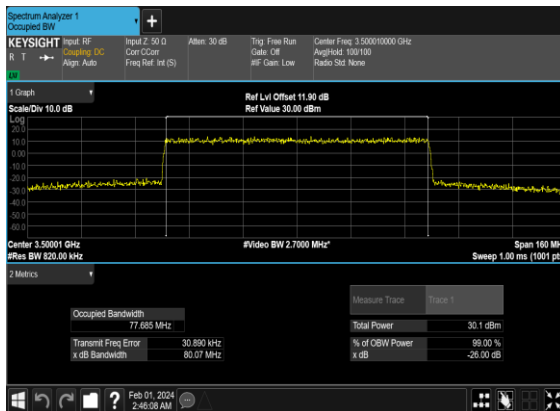 Spectrum Analyzer 1
Occupied BW
KEYSIGHT
R T
Input: RF
Coupling: DC
Align: Auto
Input Z: 50 Ω
Corr CCorr
Freq Ref: Int (S)
Atten: 30 dB
Trig: Free Run
Gate: Off
#IF Gain: Low
Center Freq: 3.500010000 GHz
Avg|Hold: 100/100
Radio Std: None
1 Graph
Scale/Div 10.0 dB
Ref Lvl Offset 11.90 dB
Ref Value 30.00 dBm
Log
20.0
10.0
0.00
-10.0
-20.0
-30.0
-40.0
-50.0
-60.0
Center 3.50001 GHz
#Res BW 820.00 kHz
#Video BW 2.7000 MHz*
Span 160 MH
Sweep 1.00 ms (1001 pt
2 Metrics
Measure Trace Trace 1
Occupied Bandwidth
77.685 MHz
Total Power 30.1 dBm
Transmit Freq Error 30.890 kHz
% of OBW Power 99.00 %
x dB Bandwidth 80.07 MHz
x dB -26.00 dB
Feb 01, 2024
2:46:08 AM